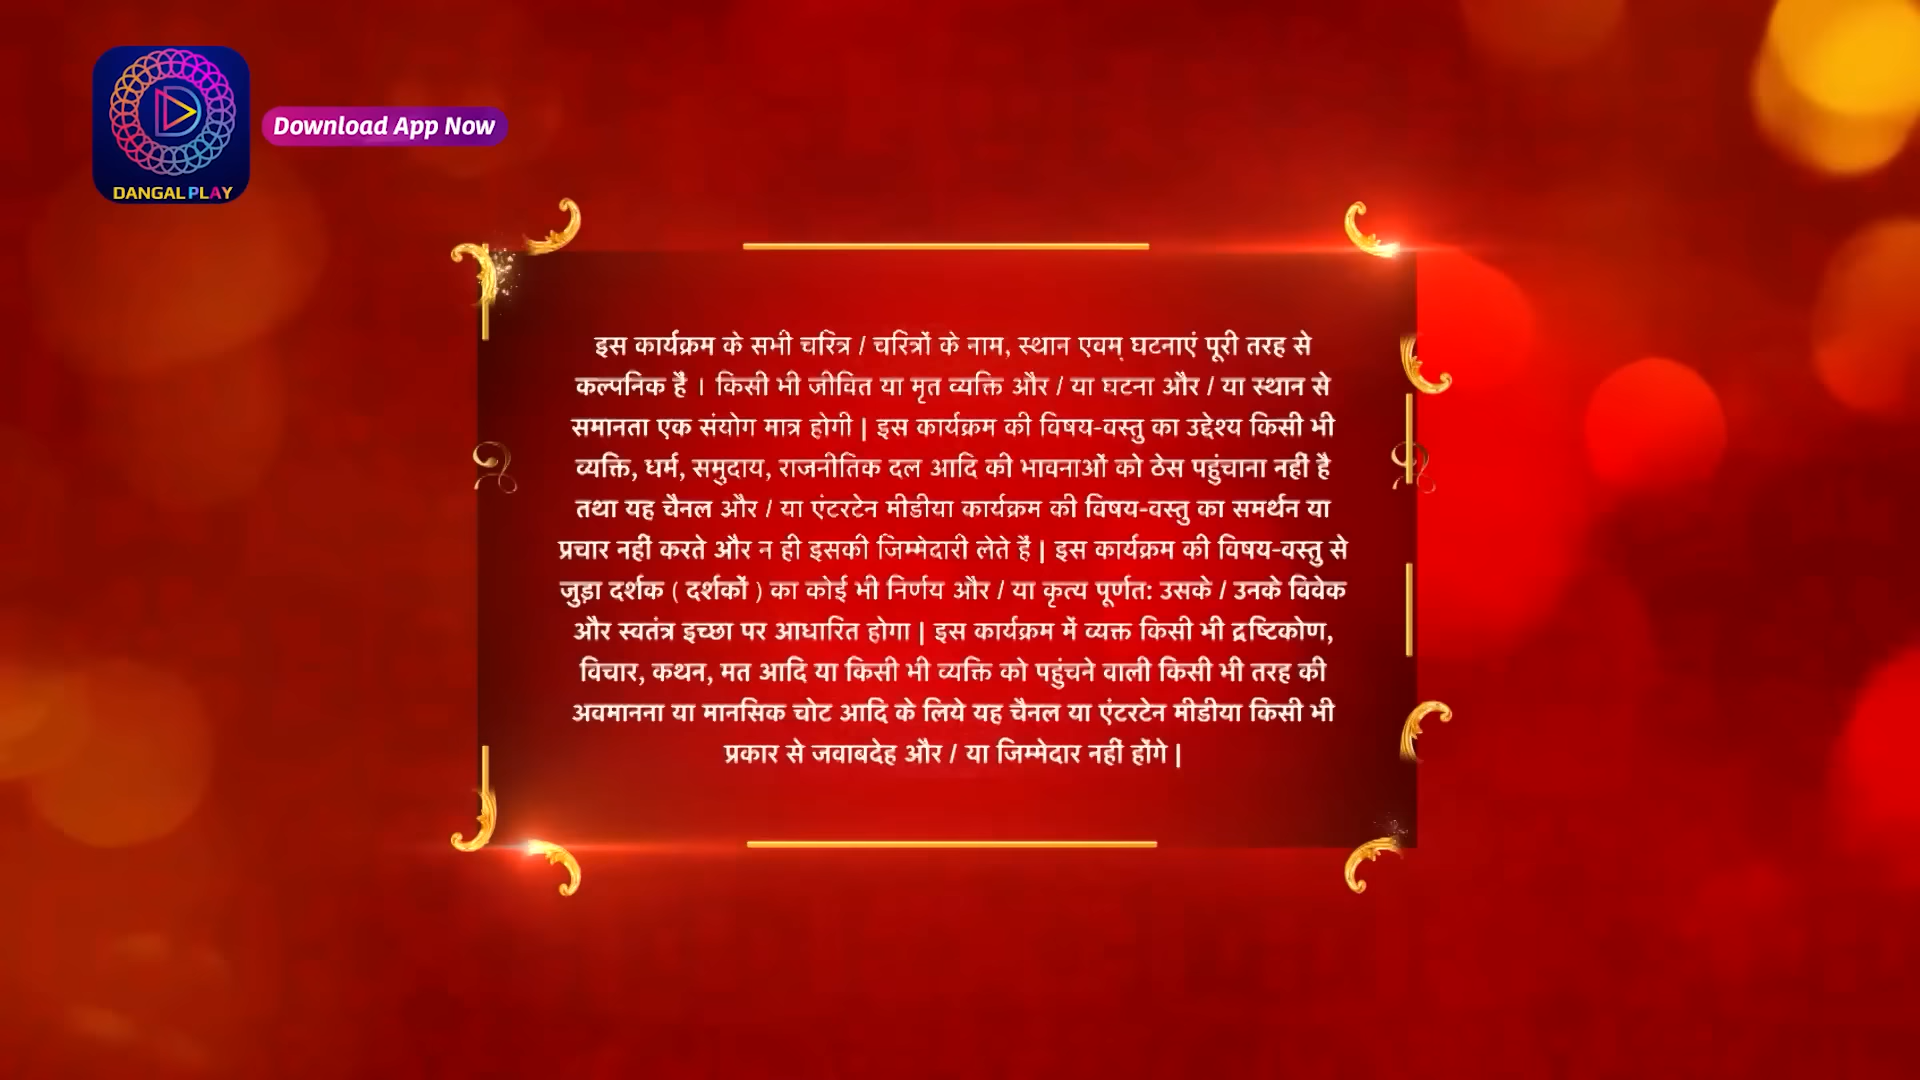 DANGAL PLAY
Download App Now
इस कार्यक्रम के सभी चरित्र / चरित्रों के नाम, स्थान एवम् घटनाएं पूरी तरह से
कल्पनिक हैं । किसी भी जीवित या मृत व्यक्ति और / या घटना और / या स्थान से
समानता एक संयोग मात्र होगी | इस कार्यक्रम की विषय-वस्तु का उद्देश्य किसी भी
व्यक्ति, धर्म, समुदाय, राजनीतिक दल आदि की भावनाओं को ठेस पहुंचाना नहीं है
तथा यह चैनल और / या एंटरटेन मीडीया कार्यक्रम की विषय-वस्तु का समर्थन या
प्रचार नहीं करते और न ही इसकी जिम्मेदारी लेते हैं | इस कार्यक्रम की विषय-वस्तु से
जुड़ा दर्शक ( दर्शकों ) का कोई भी निर्णय और / या कृत्य पूर्णत: उसके / उनके विवेक
और स्वतंत्र इच्छा पर आधारित होगा | इस कार्यक्रम में व्यक्त किसी भी द्रष्टिकोण,
विचार, कथन, मत आदि या किसी भी व्यक्ति को पहुंचने वाली किसी भी तरह की
अवमानना या मानसिक चोट आदि के लिये यह चैनल या एंटरटेन मीडीया किसी भी
प्रकार से जवाबदेह और / या जिम्मेदार नहीं होंगे |